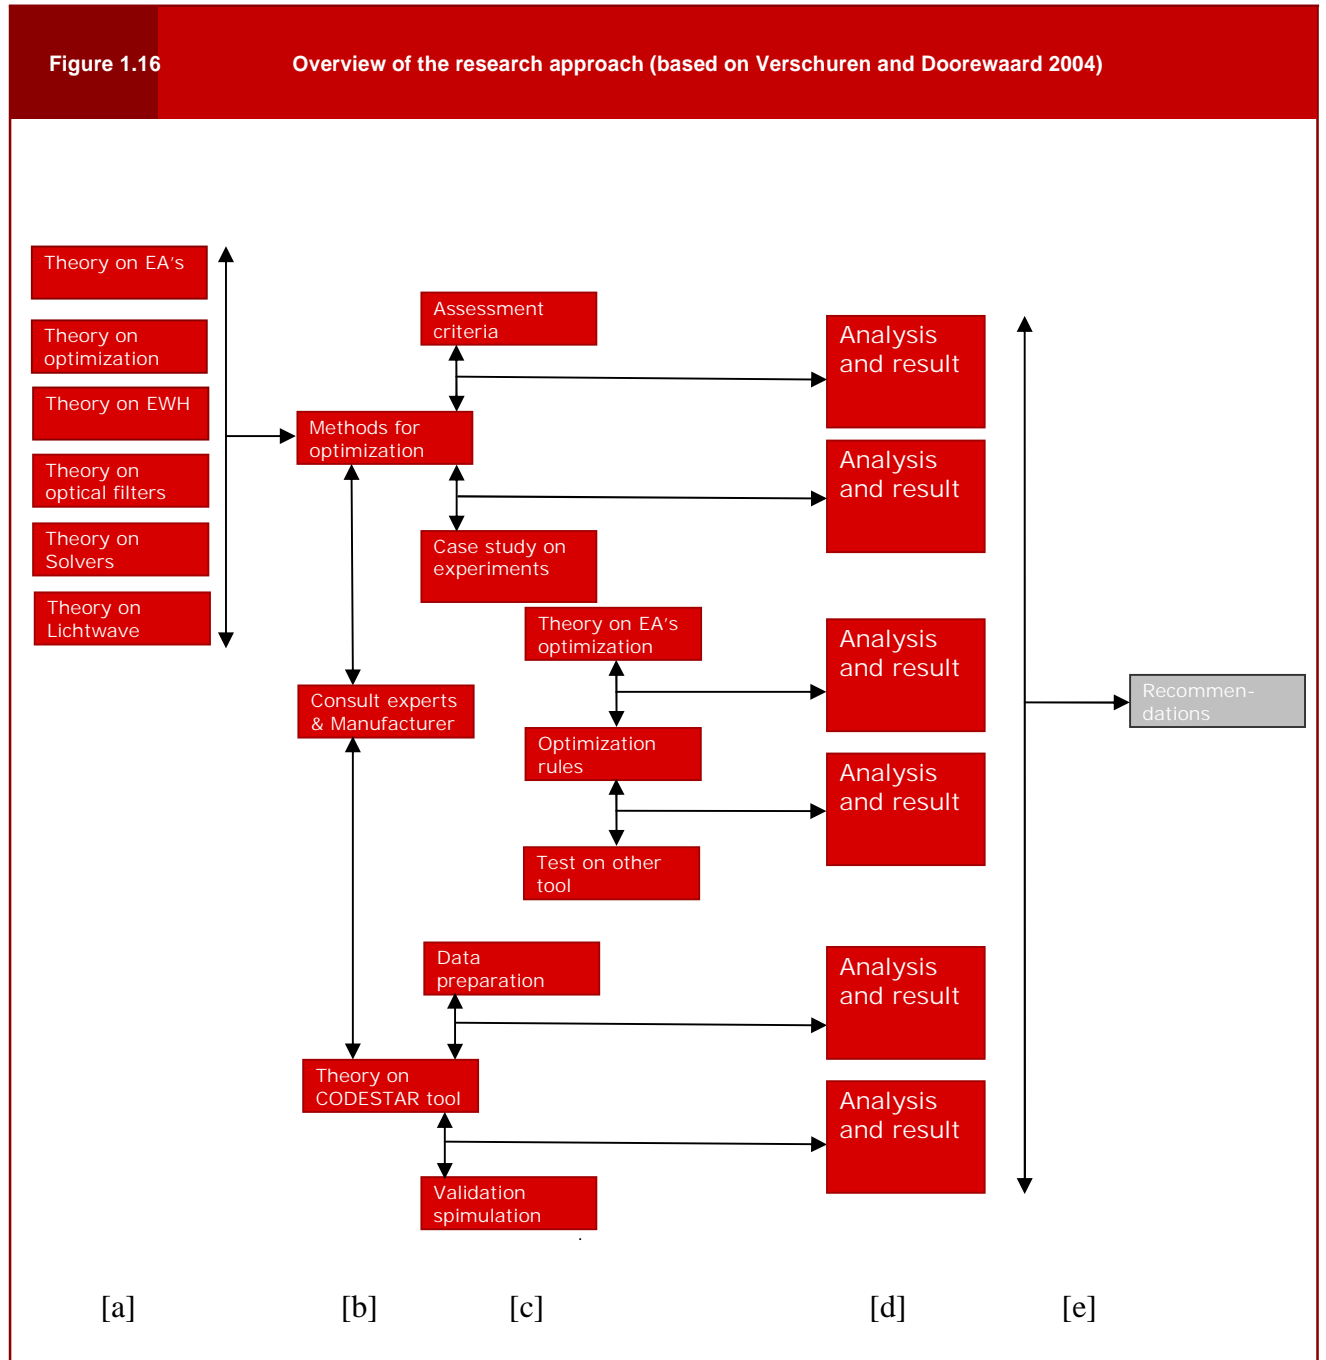 Figure 1.16
Overview of the research approach (based on Verschuren and Doorewaard 2004)
Theory on EA's
Theory on
optimization
Theory on EWH
Theory on
optical filters
Theory on
Solvers
Theory on
Lichtwave
Methods for
optimization
Consult experts
& Manufacturer
Theory on
CODESTAR tool
Assessment
criteria
Case study on
experiments
Theory on EA's
optimization
Optimization
rules
Test on other
tool
Data
preparation
Validation
spimulation
.
Analysis
and result
Analysis
and result
Analysis
and result
Analysis
and result
Analysis
and result
Analysis
and result
Recommen-
dations
[a]
[b]
[c]
[d]
[e]